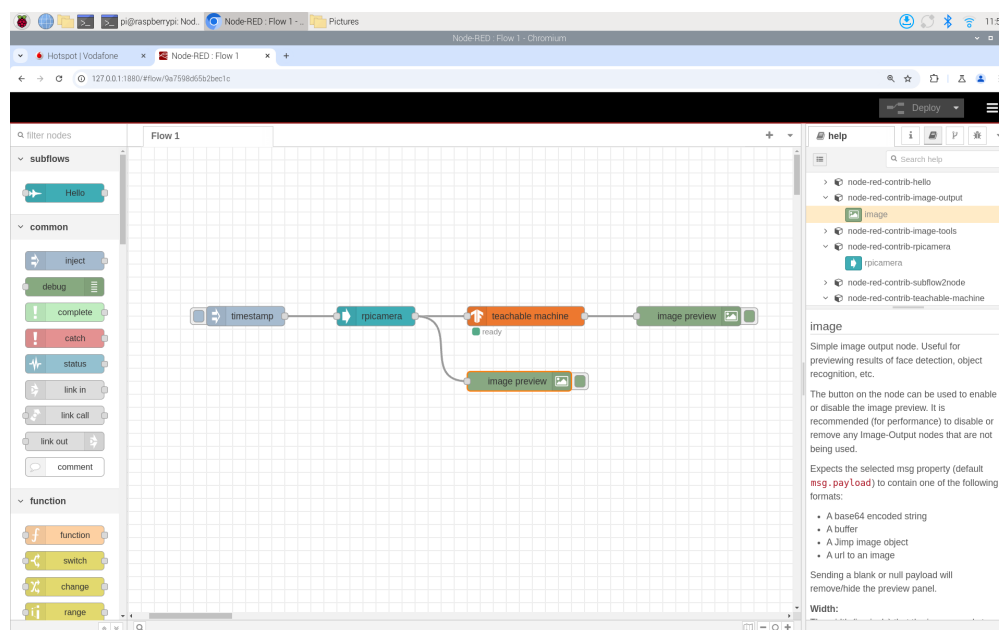 pi@raspberrypi: Nod..
Node-RED : Flow 1 - ..
Pictures
Node-RED : Flow 1 - Chromium
Hotspot | Vodafone
Node-RED : Flow 1
127.0.0.1:1880/#flow/9a7598d65b2bec1c
Deploy
filter nodes
Flow 1
help
Search help
subflows
Hello
common
inject
debug
complete
catch
status
link in
link call
link out
comment
function
function
switch
change
range
timestamp
rpicamera
teachable machine
ready
image preview
image preview
node-red-contrib-hello
node-red-contrib-image-output
image
node-red-contrib-image-tools
node-red-contrib-rpicamera
rpicamera
node-red-contrib-subflow2node
node-red-contrib-teachable-machine
image
Simple image output node. Useful for
previewing results of face detection, object
recognition, etc.
The button on the node can be used to enable
or disable the image preview. It is
recommended (for performance) to disable or
remove any Image-Output nodes that are not
being used.
Expects the selected msg property (default
msg.payload) to contain one of the following
formats:
• A base64 encoded string
• A buffer
• A Jimp image object
• A url to an image
Sending a blank or null payload will
remove/hide the preview panel.
Width: